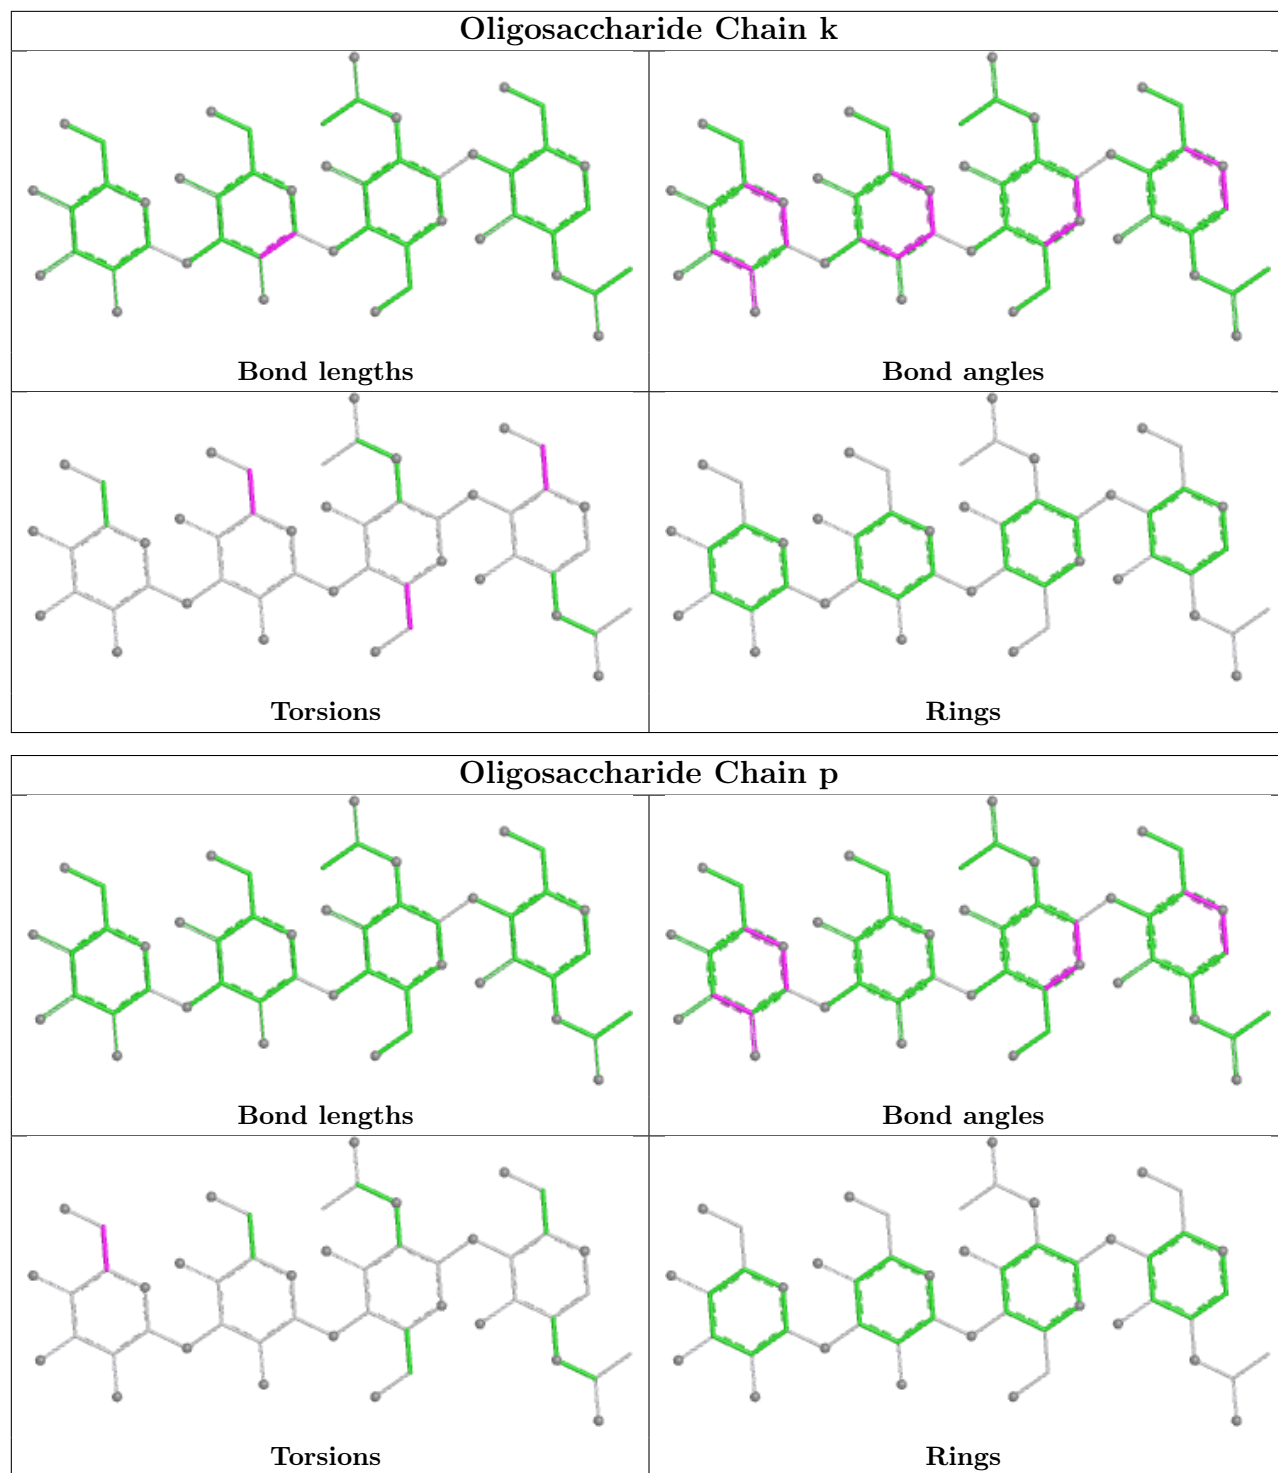 Oligosaccharide Chain k
Bond lengths
Bond angles
Torsions
Rings
Oligosaccharide Chain p
Bond lengths
Bond angles
Torsions
Rings